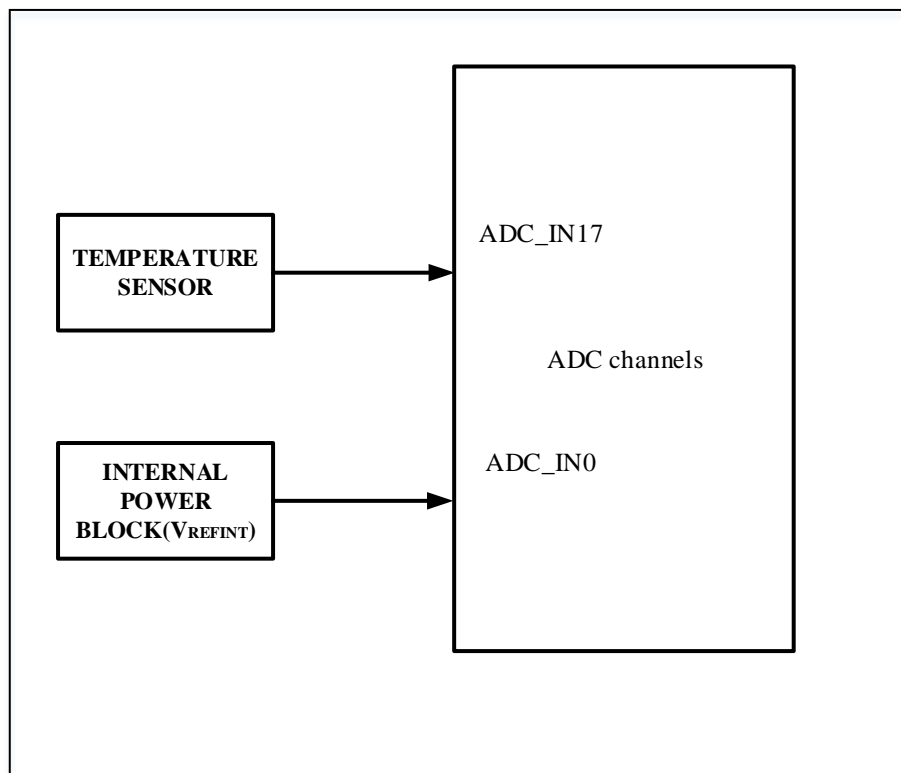 TEMPERATURE
SENSOR
ADC_IN17
ADC channels
INTERNAL
POWER
BLOCK(VREFINT)
ADC_IN0